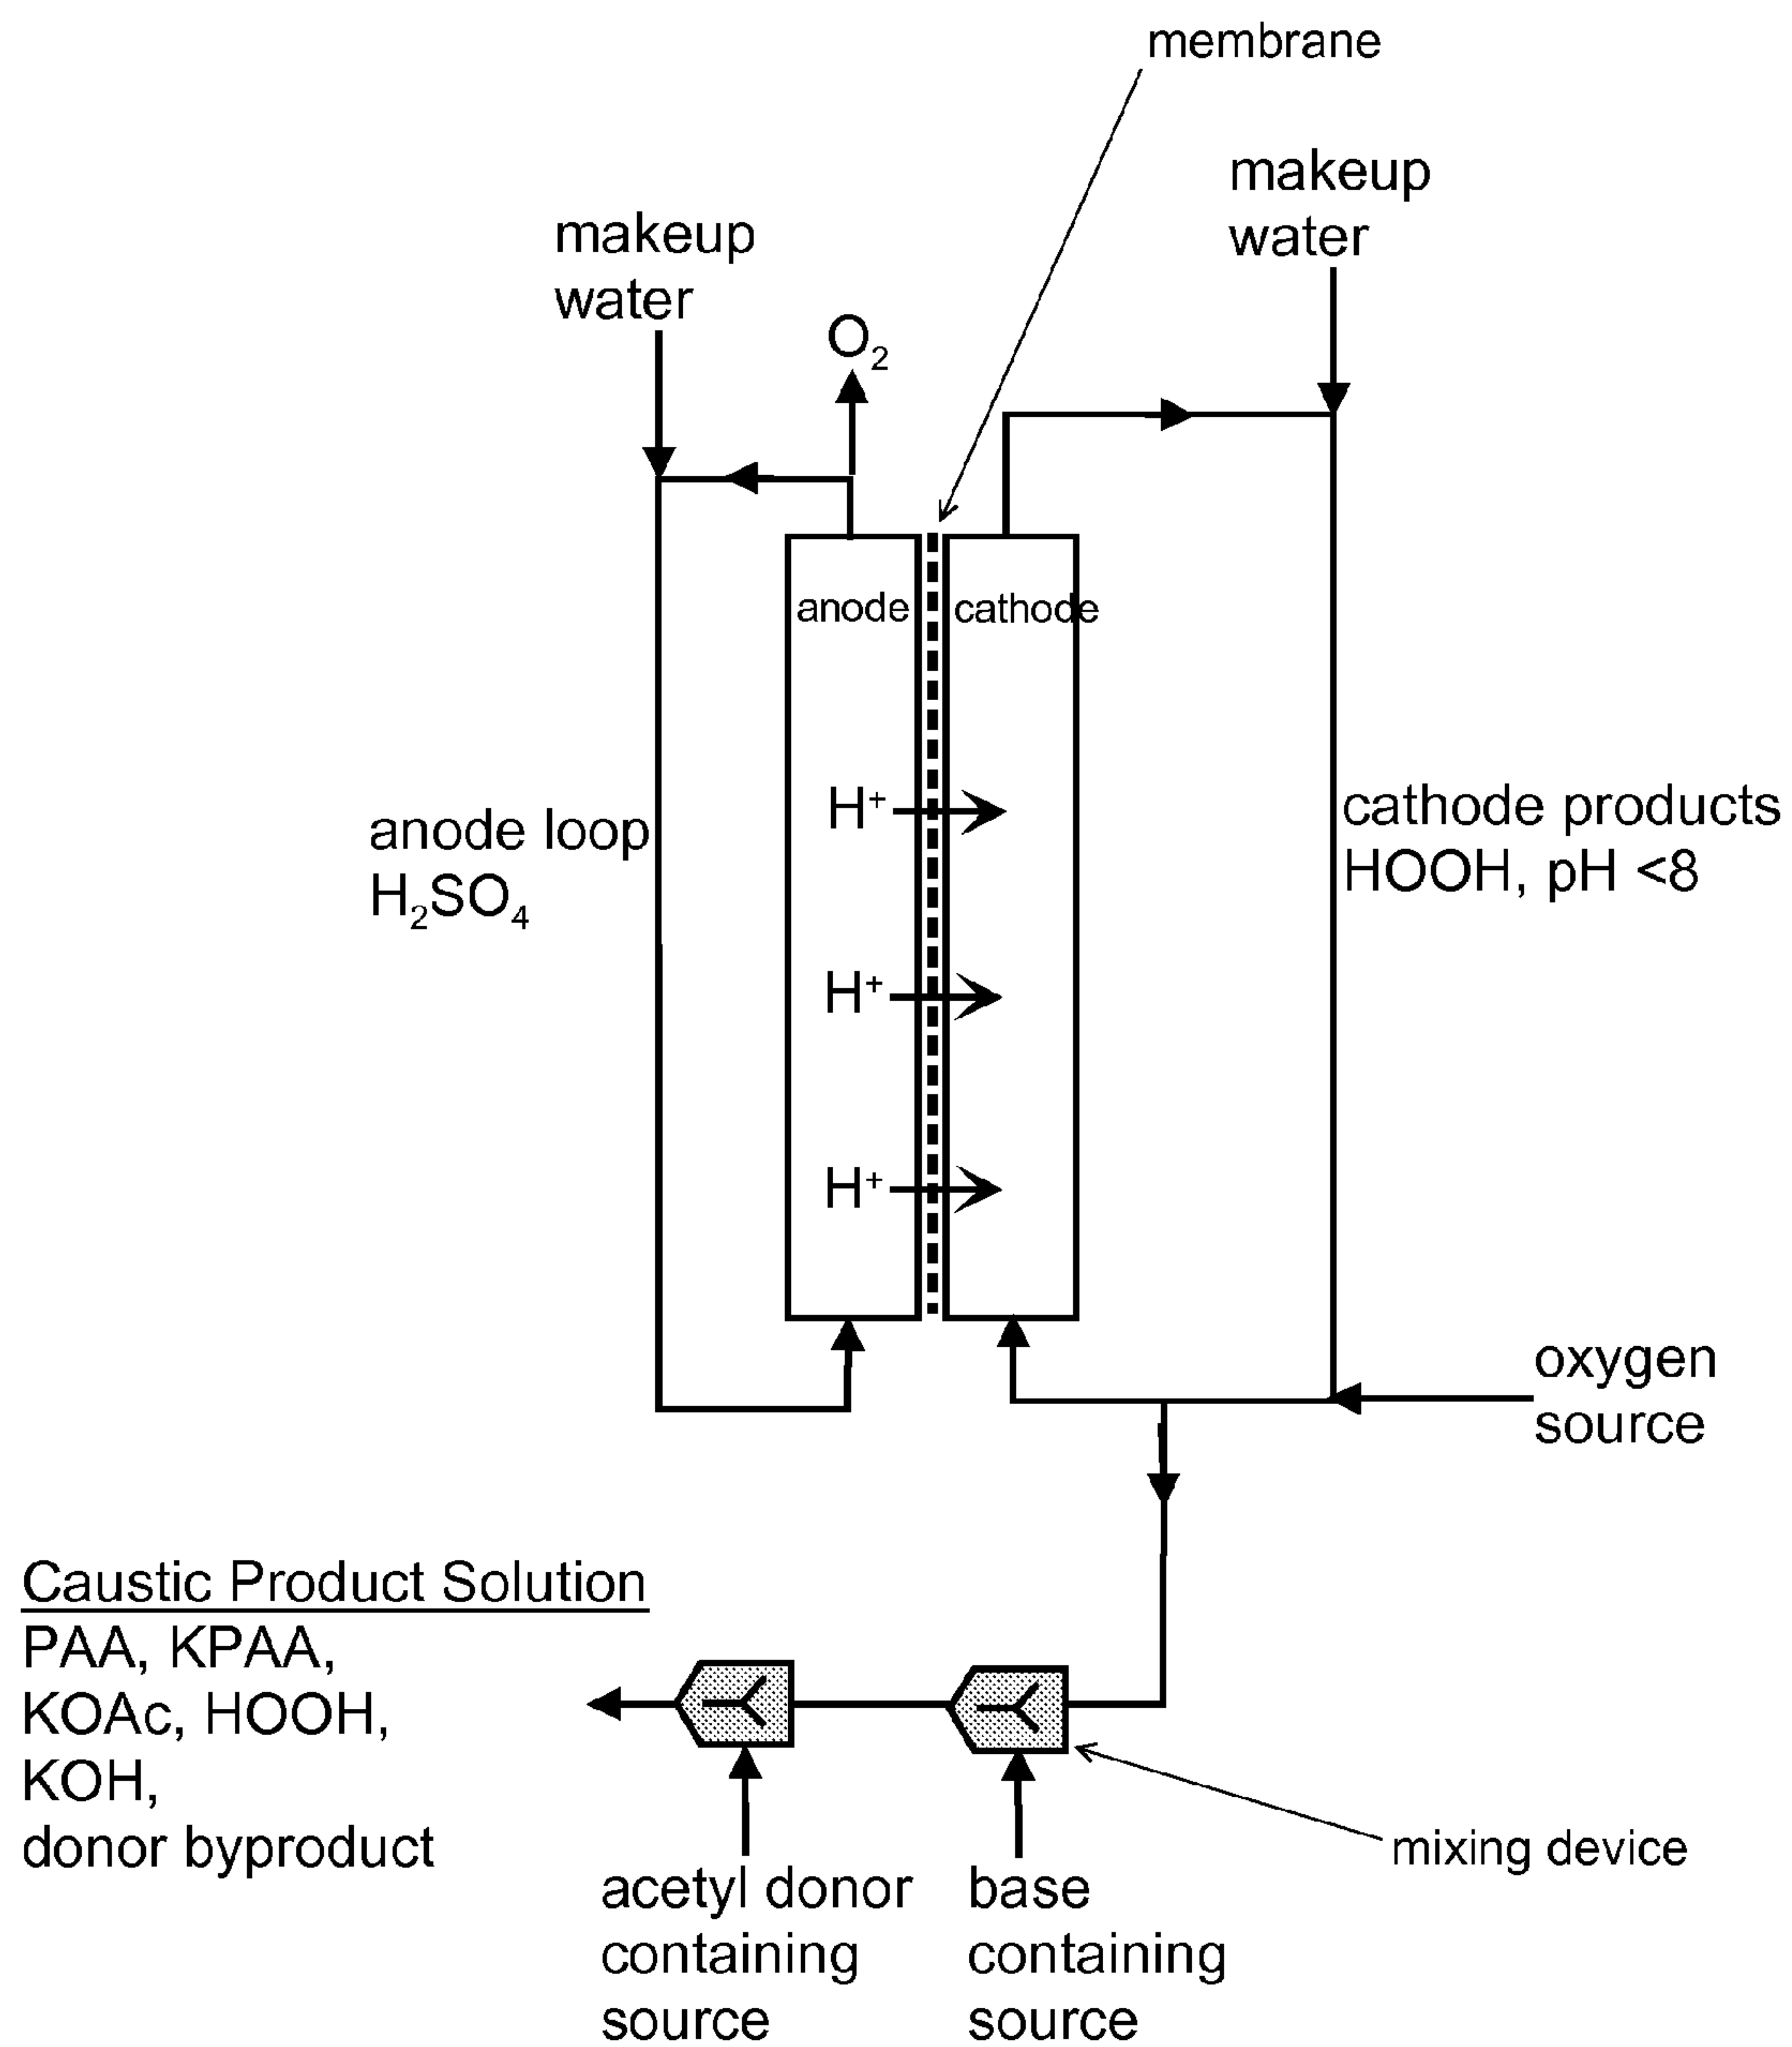 membrane
makeup
water
makeup
water
O₂
anode
cathode
H⁺
anode loop
H₂SO₄
cathode products
HOOH, pH <8
H⁺
H⁺
oxygen
source
Caustic Product Solution
PAA, KPAA,
KOAc, HOOH,
KOH,
donor byproduct
mixing device
acetyl donor
containing
source
base
containing
source